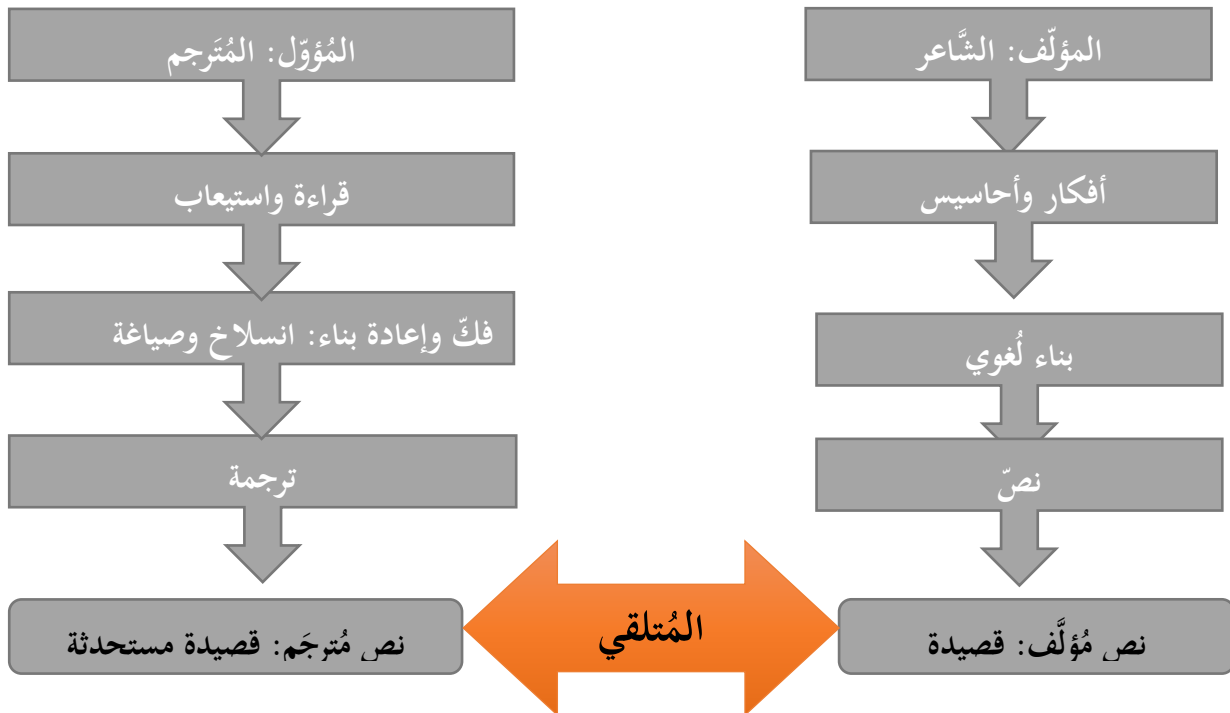 المؤلّف: الشَّاعر
أفكار وأحاسيس
بناء لُغوي
نصّ
نص مُؤلَّف: قصيدة
المُتلقي
المُؤوّل: المُتَرجم
قراءة واستيعاب
فكّ وإعادة بناء: انسلاخ وصياغة
ترجمة
نص مُترجَم: قصيدة مستحدثة